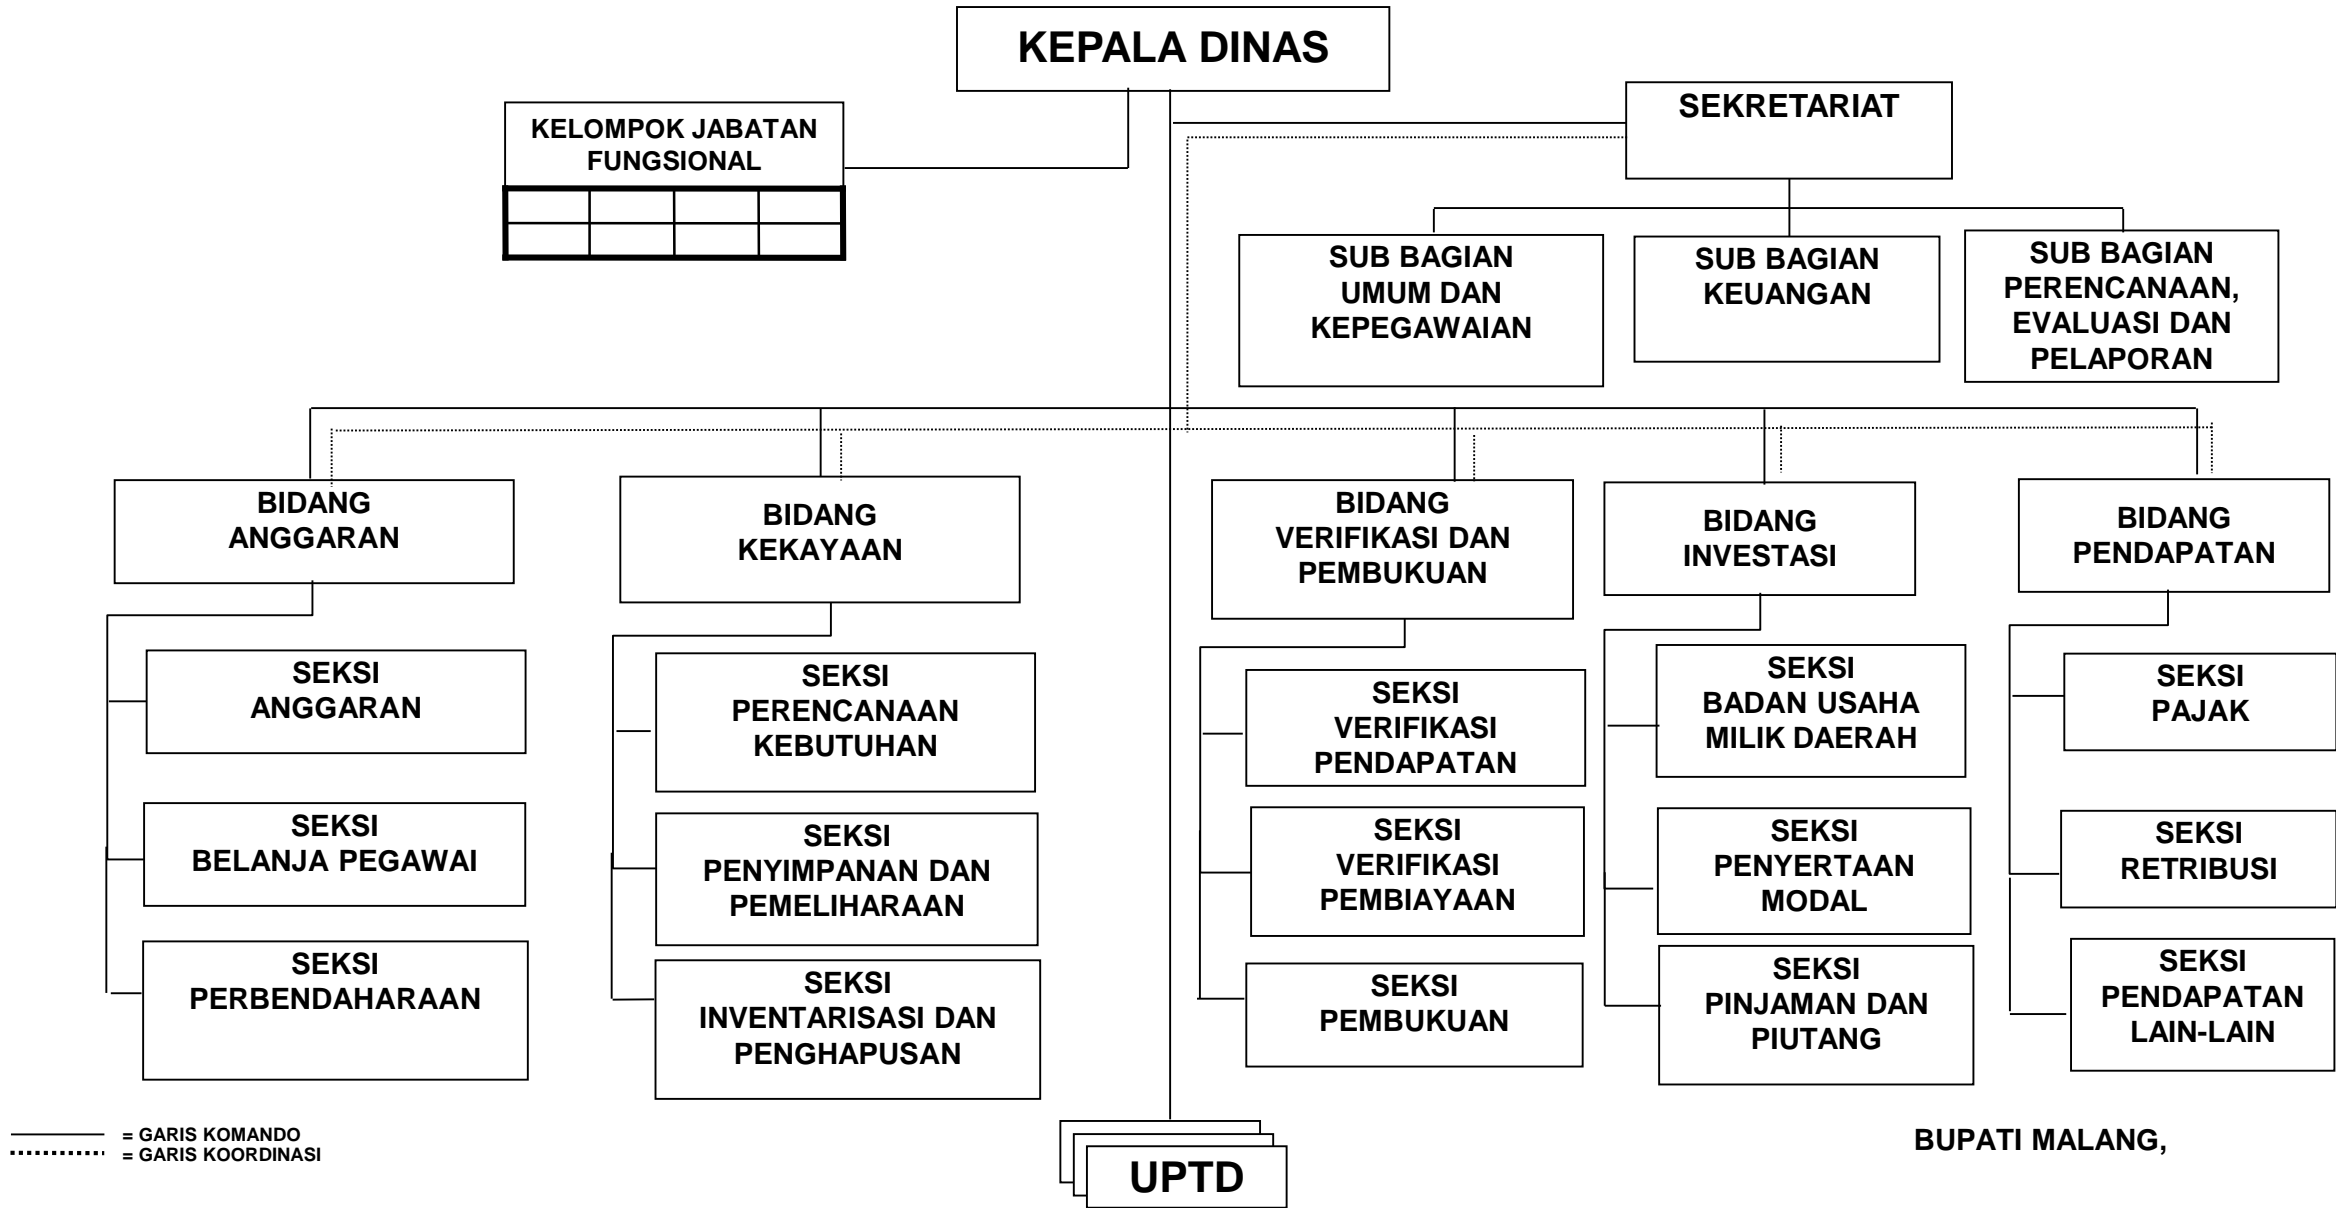 KEPALA DINAS
KELOMPOK JABATAN
FUNGSIONAL
SEKRETARIAT
SUB BAGIAN
UMUM DAN
KEPEGAWAIAN
SUB BAGIAN
KEUANGAN
SUB BAGIAN
PERENCANAAN,
EVALUASI DAN
PELAPORAN
BIDANG
ANGGARAN
BIDANG
KEKAYAAN
BIDANG
VERIFIKASI DAN
PEMBUKUAN
BIDANG
INVESTASI
BIDANG
PENDAPATAN
SEKSI
ANGGARAN
SEKSI
PERENCANAAN
KEBUTUHAN
SEKSI
VERIFIKASI
PENDAPATAN
SEKSI
BADAN USAHA
MILIK DAERAH
SEKSI
PAJAK
SEKSI
BELANJA PEGAWAI
SEKSI
PENYIMPANAN DAN
PEMELIHARAAN
SEKSI
VERIFIKASI
PEMBIAYAAN
SEKSI
PENYERTAAN
MODAL
SEKSI
RETRIBUSI
SEKSI
PERBENDAHARAAN
SEKSI
INVENTARISASI DAN
PENGHAPUSAN
SEKSI
PEMBUKUAN
SEKSI
PINJAMAN DAN
PIUTANG
SEKSI
PENDAPATAN
LAIN-LAIN
= GARIS KOMANDO
= GARIS KOORDINASI
UPTD
BUPATI MALANG,